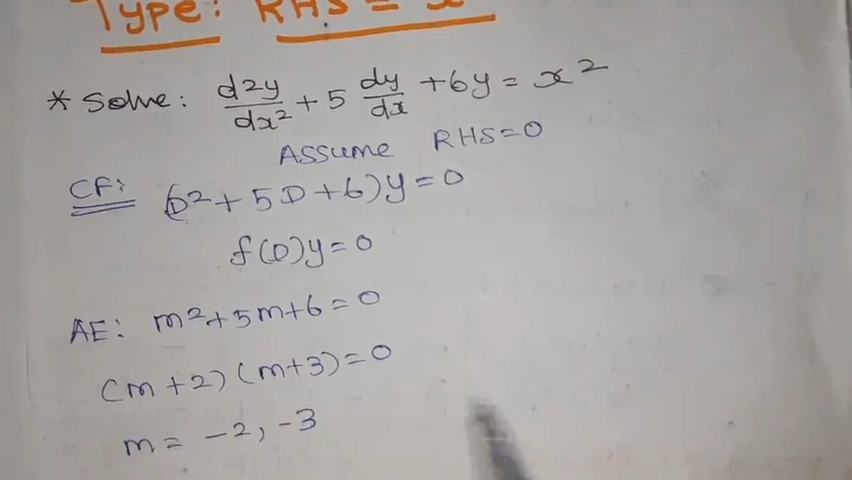 Type: RHS = x
* Solve: d2y/dx² + 5 dy/dx + 6y = x²
Assume RHS=0
CF: (D² + 5D + 6)y = 0
f(D)y = 0
AE: m² + 5m + 6 = 0
(m + 2) (m + 3) = 0
m = -2, -3